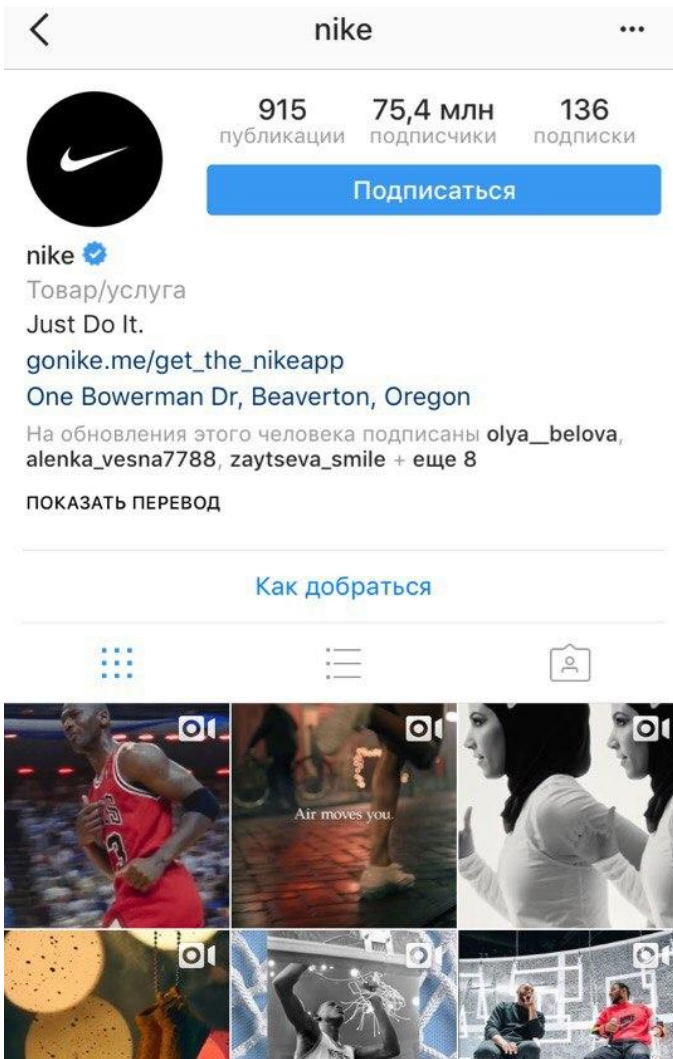 nike
915 75,4 млн 136
публикации подписчики подписки
Подписаться
nike
Товар/услуга
Just Do It.
gonike.me/get_the_nikeapp
One Bowerman Dr, Beaverton, Oregon
На обновления этого человека подписаны olya__belova,
alenka_vesna7788, zaytseva_smile + еще 8
ПОКАЗАТЬ ПЕРЕВОД
Как добраться
Air moves you.